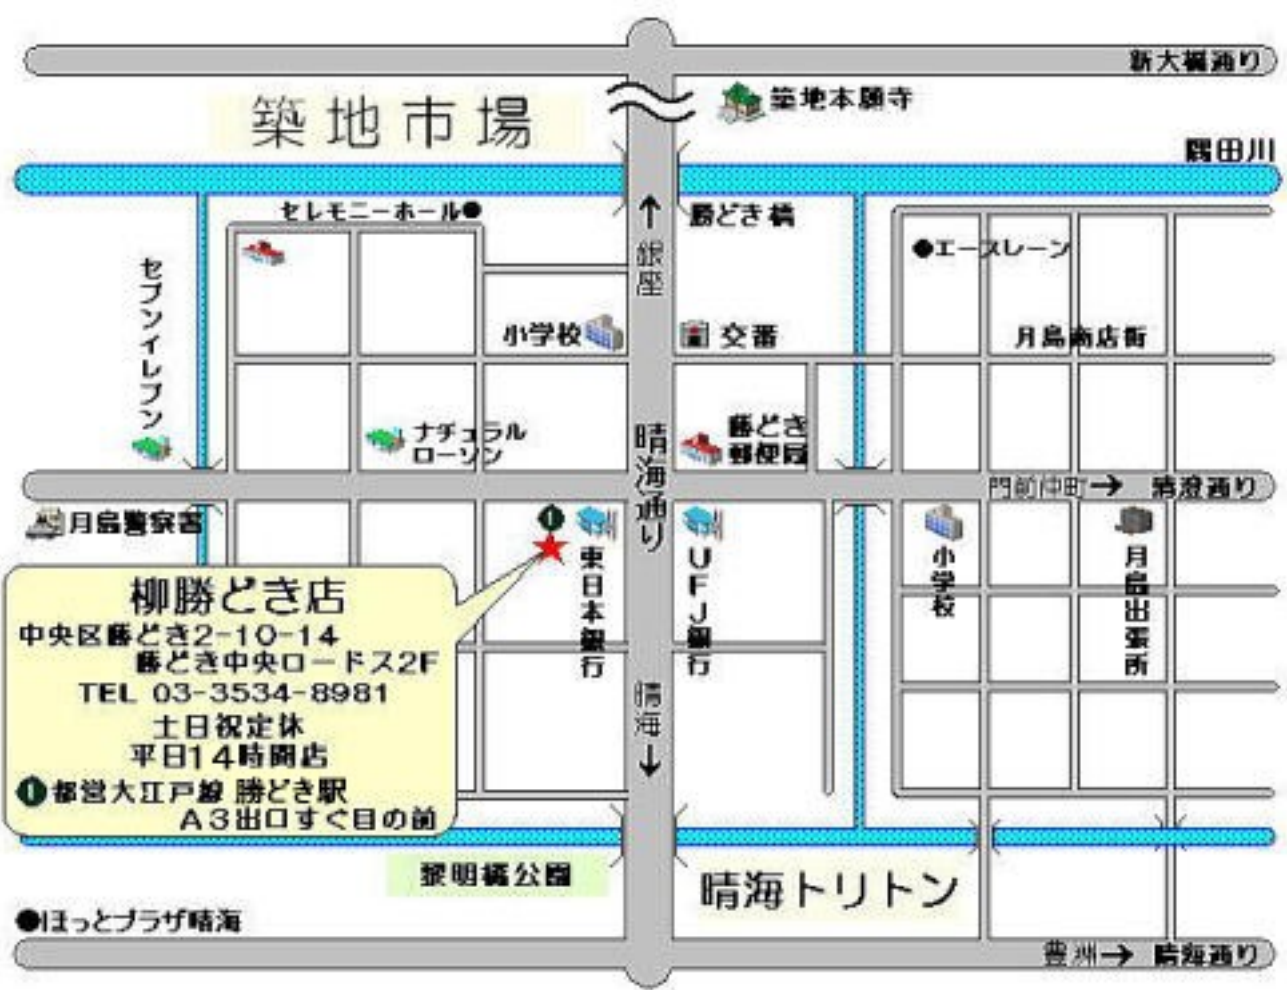 新大橋通り
築地本願寺
築地市場
隅田川
セレモニーホール●
勝どき橋
↑
銀座
●エースレーン
セブンイレブン
小学校
交番
月島商店街
ナチュラル
ローソン
勝どき
郵便局
晴海通り
門前仲町→ 清澄通り
月島警察署
東日本銀行
UFJ銀行
小学校
月島出張所
柳勝どき店
中央区勝どき2-10-14
勝どき中央ロードス2F
TEL 03-3534-8981
土日祝定休
平日14時開店
都営大江戸線 勝どき駅
A3出口すぐ目の前
晴海
↓
黎明橋公園
晴海トリトン
●ほっとプラザ晴海
豊洲→ 晴海通り